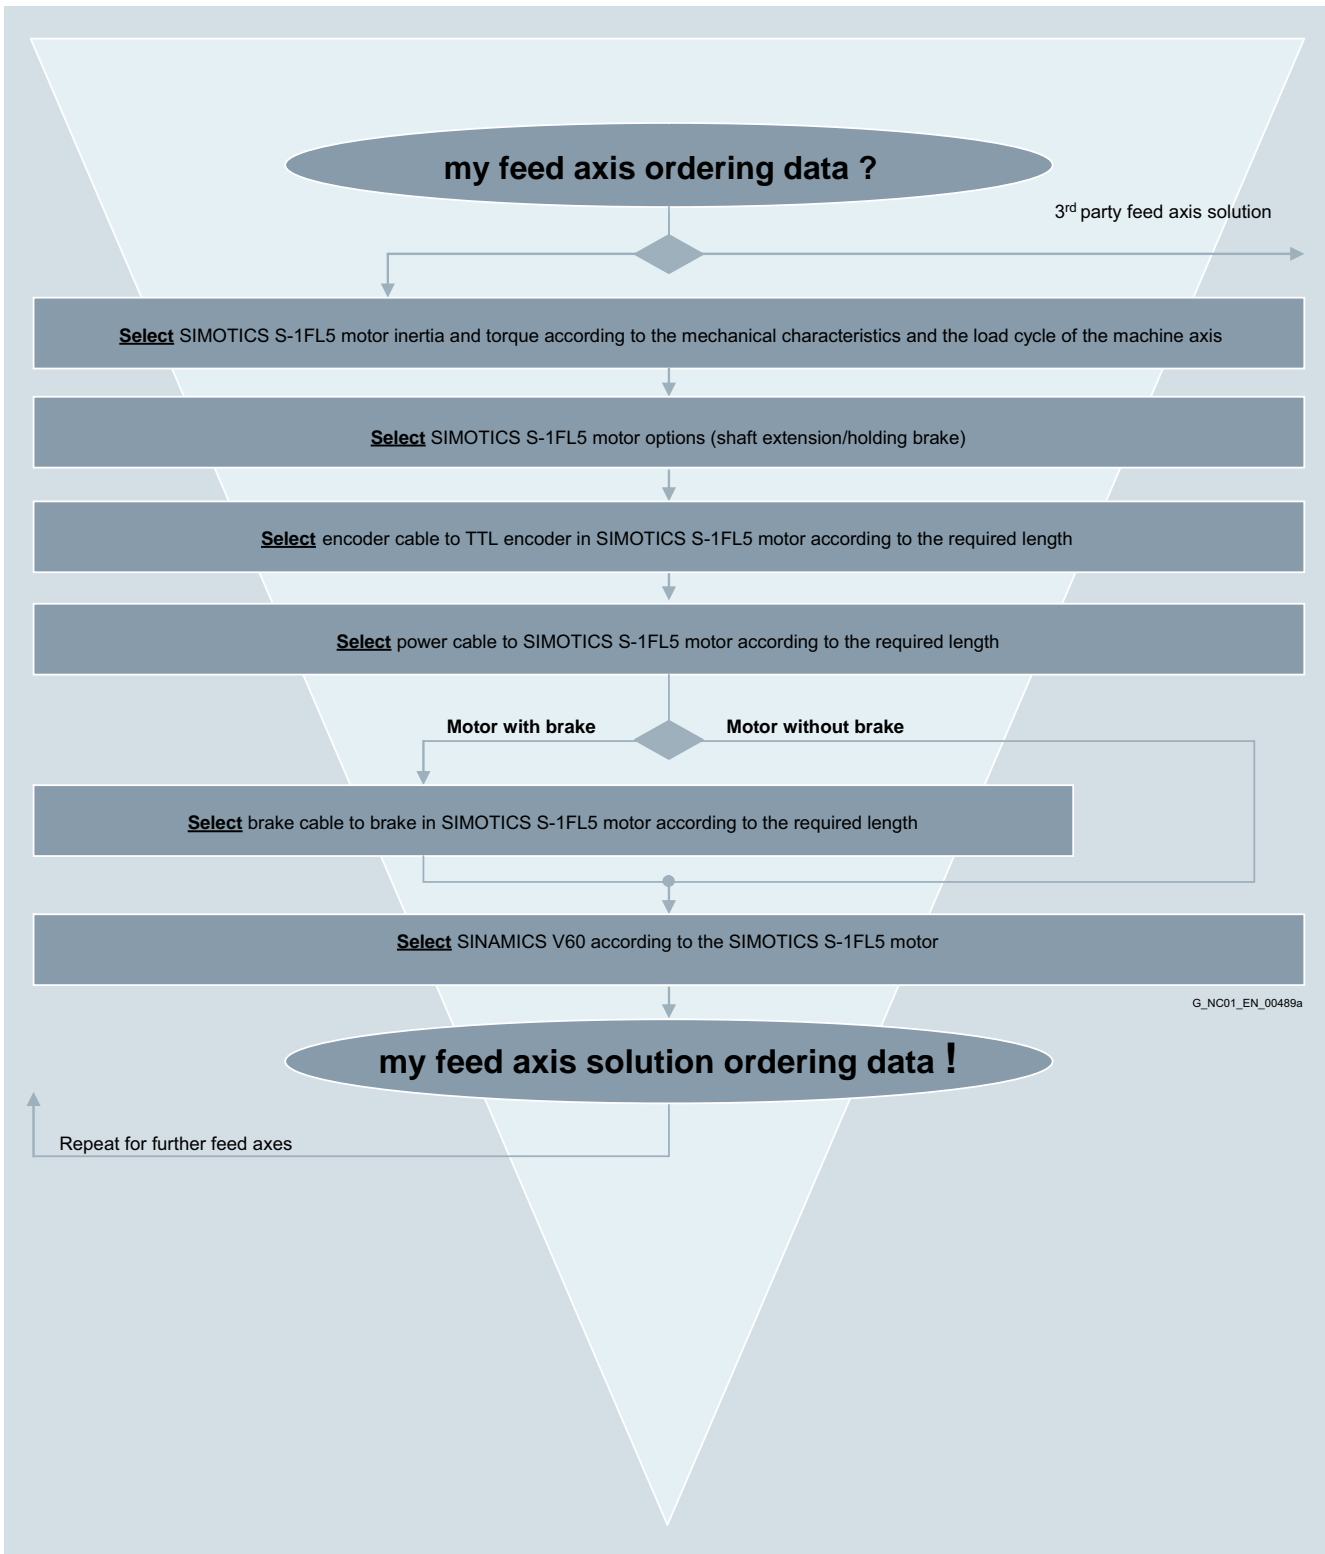 my feed axis ordering data ?
3rd party feed axis solution
Select SIMOTICS S-1FL5 motor inertia and torque according to the mechanical characteristics and the load cycle of the machine axis
Select SIMOTICS S-1FL5 motor options (shaft extension/holding brake)
Select encoder cable to TTL encoder in SIMOTICS S-1FL5 motor according to the required length
Select power cable to SIMOTICS S-1FL5 motor according to the required length
Motor with brake
Motor without brake
Select brake cable to brake in SIMOTICS S-1FL5 motor according to the required length
Select SINAMICS V60 according to the SIMOTICS S-1FL5 motor
G_NC01_EN_00489a
my feed axis solution ordering data !
Repeat for further feed axes